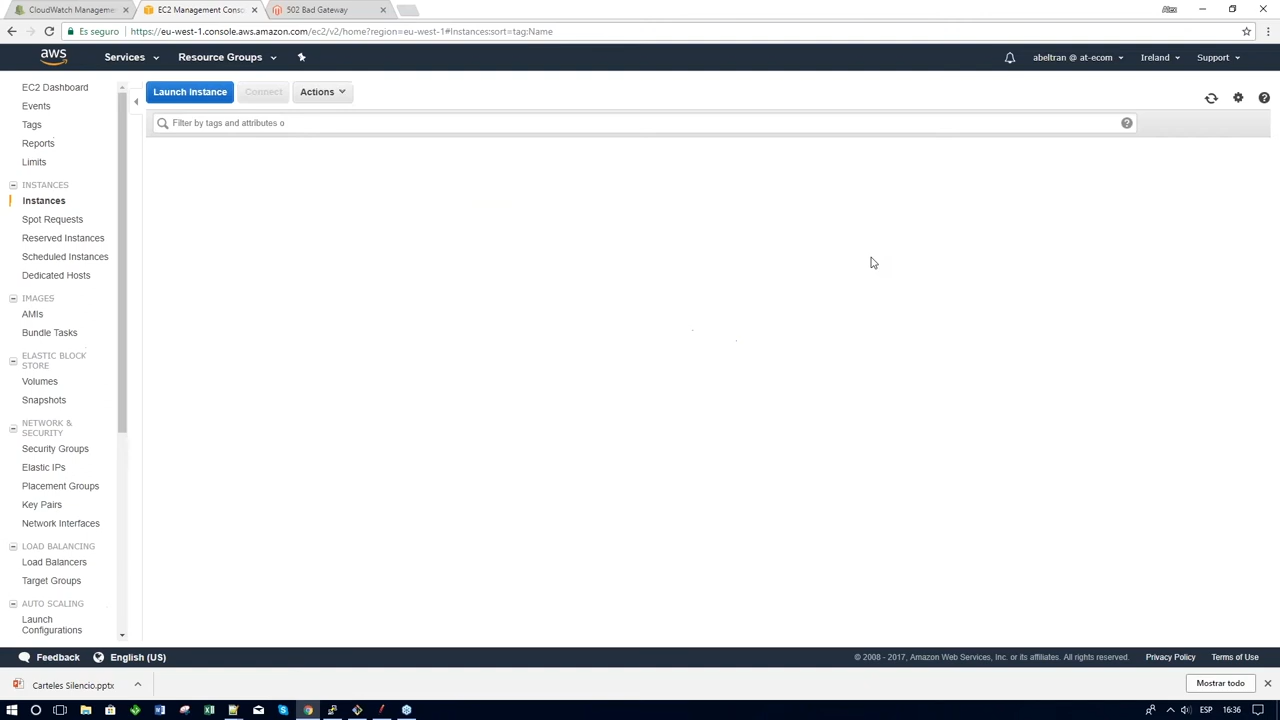 CloudWatch Manageme
EC2 Management Conso
502 Bad Gateway
Alex
Es seguro
https://eu-west-1.console.aws.amazon.com/ec2/v2/home?region=eu-west-1#Instances:sort=tag:Name
aws
Services
Resource Groups
abeltran @ at-ecom
Ireland
Support
EC2 Dashboard
Events
Tags
Reports
Limits
INSTANCES
Instances
Spot Requests
Reserved Instances
Scheduled Instances
Dedicated Hosts
IMAGES
AMIs
Bundle Tasks
ELASTIC BLOCK
STORE
Volumes
Snapshots
NETWORK &
SECURITY
Security Groups
Elastic IPs
Placement Groups
Key Pairs
Network Interfaces
LOAD BALANCING
Load Balancers
Target Groups
AUTO SCALING
Launch
Configurations
Launch Instance
Connect
Actions
Filter by tags and attributes o
Feedback
English (US)
© 2008 - 2017, Amazon Web Services, Inc. or its affiliates. All rights reserved.
Privacy Policy
Terms of Use
Carteles Silencio.pptx
Mostrar todo
ESP
16:36